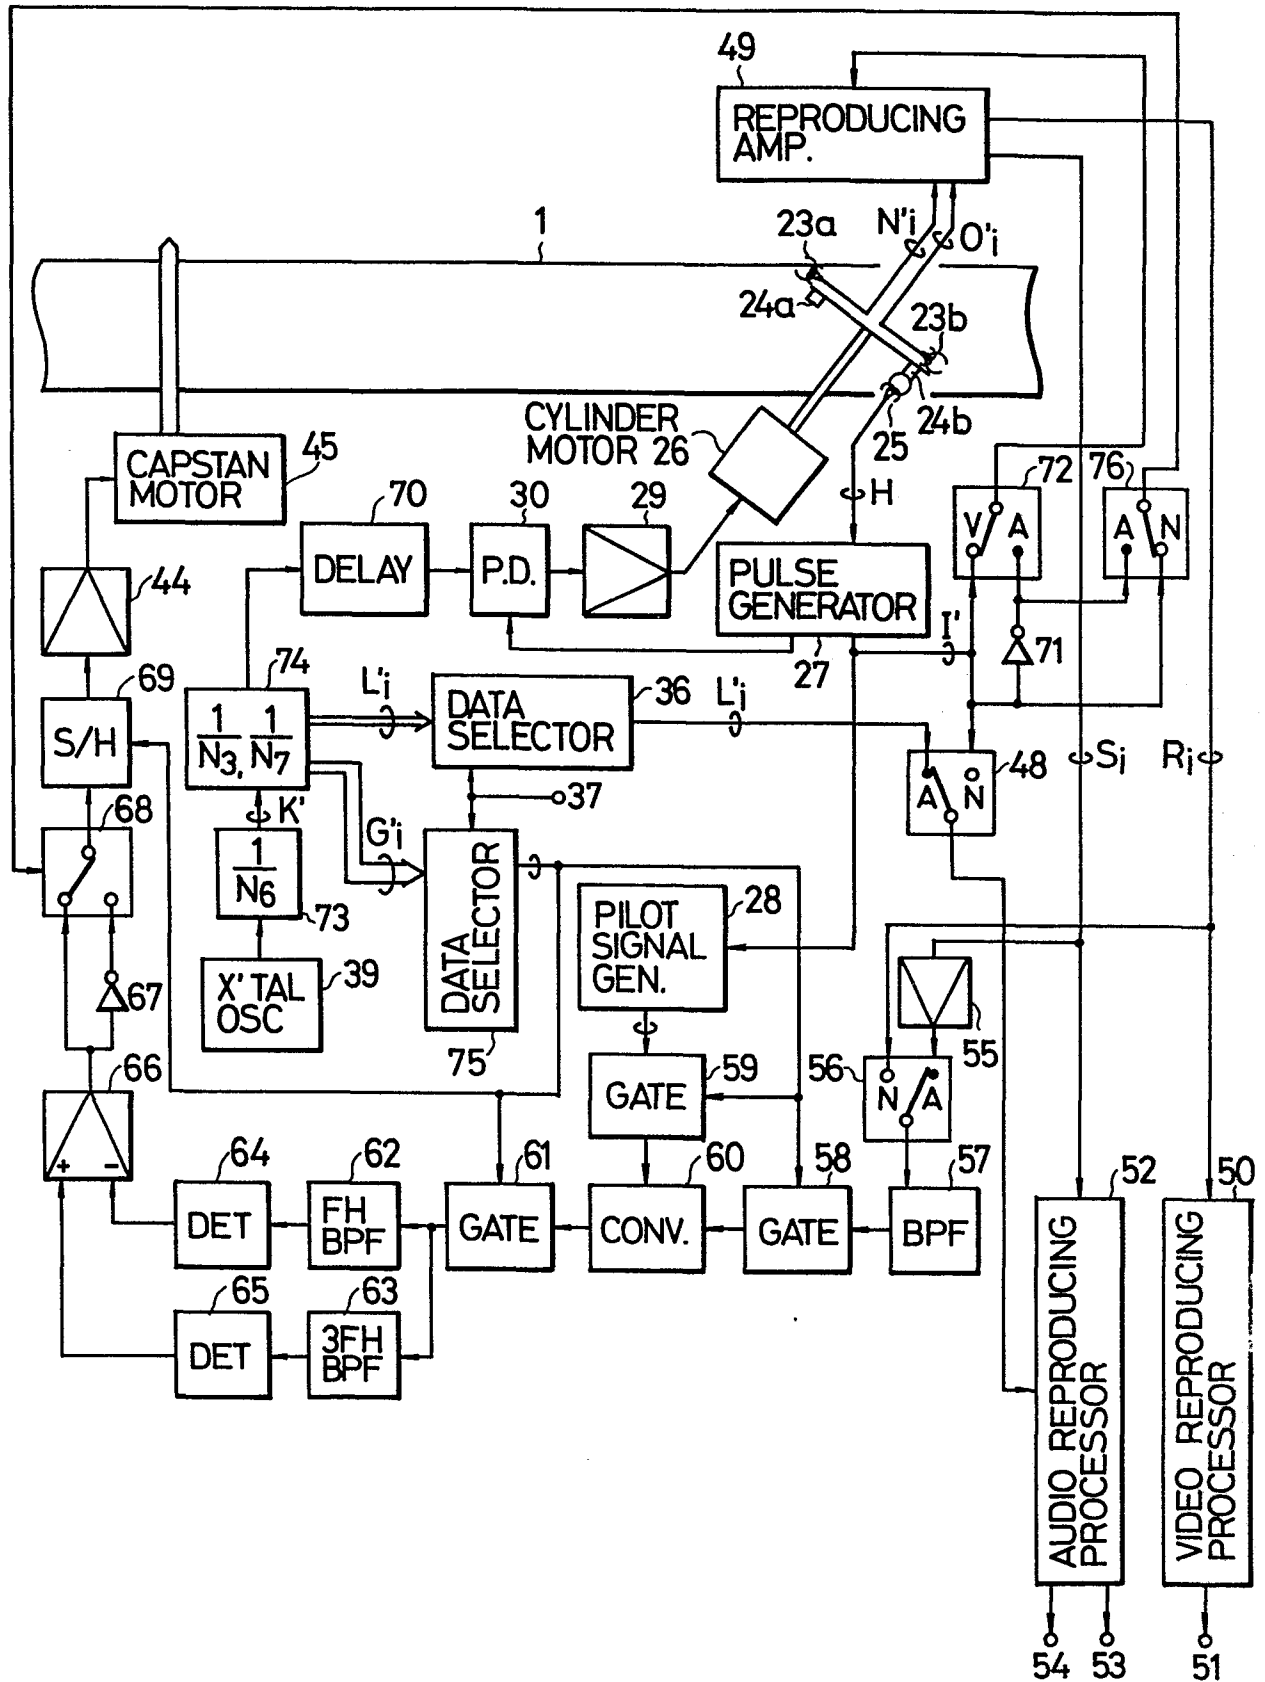 49
REPRODUCING
AMP.
23a
N'i
O'i
1
24a
23b
24b
25
CYLINDER
MOTOR 26
CAPSTAN
MOTOR
45
H
72
V A
76
A N
70
DELAY
30
P.D.
29
PULSE
GENERATOR
27
I'
71
44
74
1 1
N3, N7
L'i
DATA
SELECTOR
36
L'i
69
S/H
48
A N
Si
Ri
37
K'
G'i
68
1
N6
73
DATA
SELECTOR
75
PILOT
SIGNAL
GEN.
28
X'TAL
OSC
39
67
55
66
+ -
GATE
59
56
N A
64
DET
62
FH
BPF
61
GATE
60
CONV.
58
GATE
57
BPF
52
AUDIO REPRODUCING
PROCESSOR
50
VIDEO REPRODUCING
PROCESSOR
65
DET
63
3FH
BPF
54
53
51